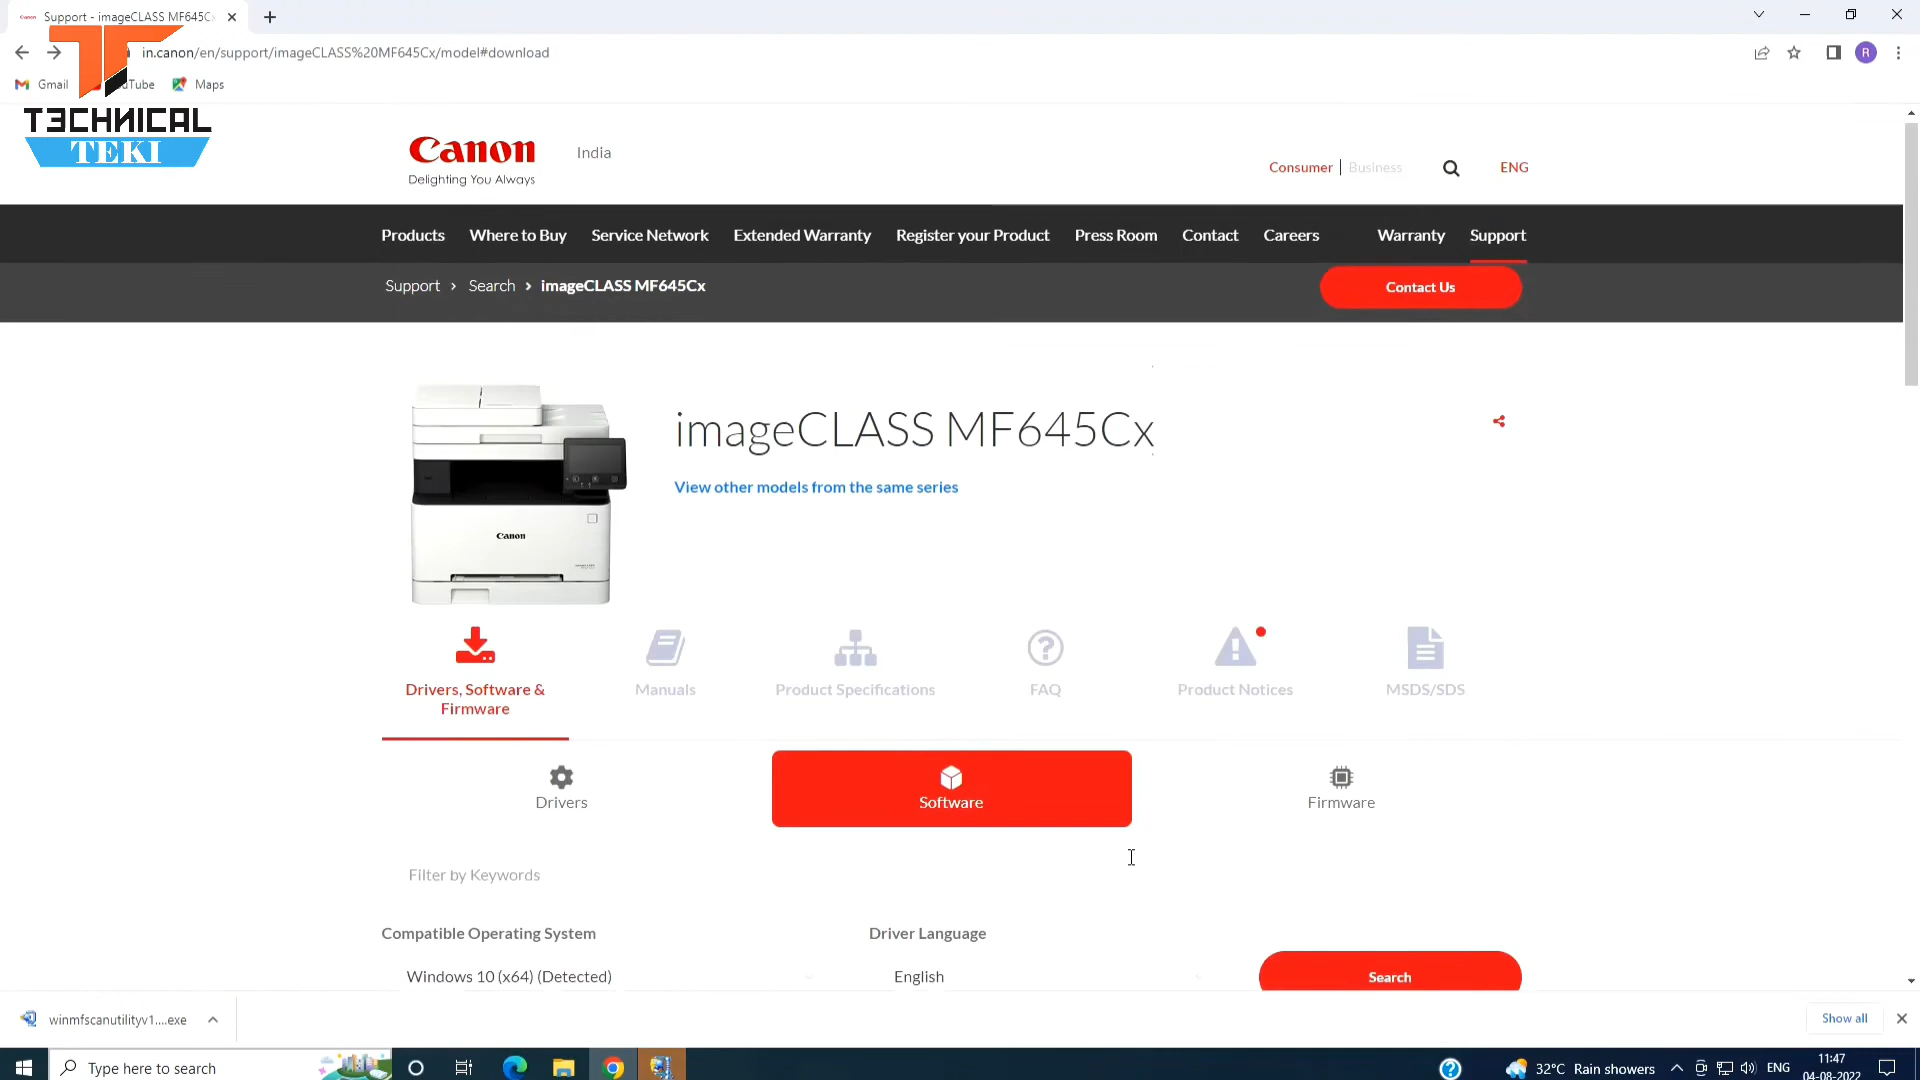 Support - imageCLASS MF645C
in.canon/en/support/imageCLASS%20MF645Cx/model#download
R
Gmail
Tube
Maps
T3CHNICAL
TEKI
Canon
Delighting You Always
India
Consumer | Business
ENG
Products Where to Buy Service Network Extended Warranty Register your Product Press Room Contact Careers Warranty Support
Support > Search > imageCLASS MF645Cx
Contact Us
imageCLASS MF645Cx
View other models from the same series
Canon
Drivers, Software &
Firmware
Manuals
Product Specifications
FAQ
Product Notices
MSDS/SDS
Drivers
Software
Firmware
Filter by Keywords
Compatible Operating System
Driver Language
Windows 10 (x64) (Detected)
English
Search
winmfscanutilityv1....exe
Show all
Type here to search
32°C Rain showers
ENG
11:47
04-08-2022